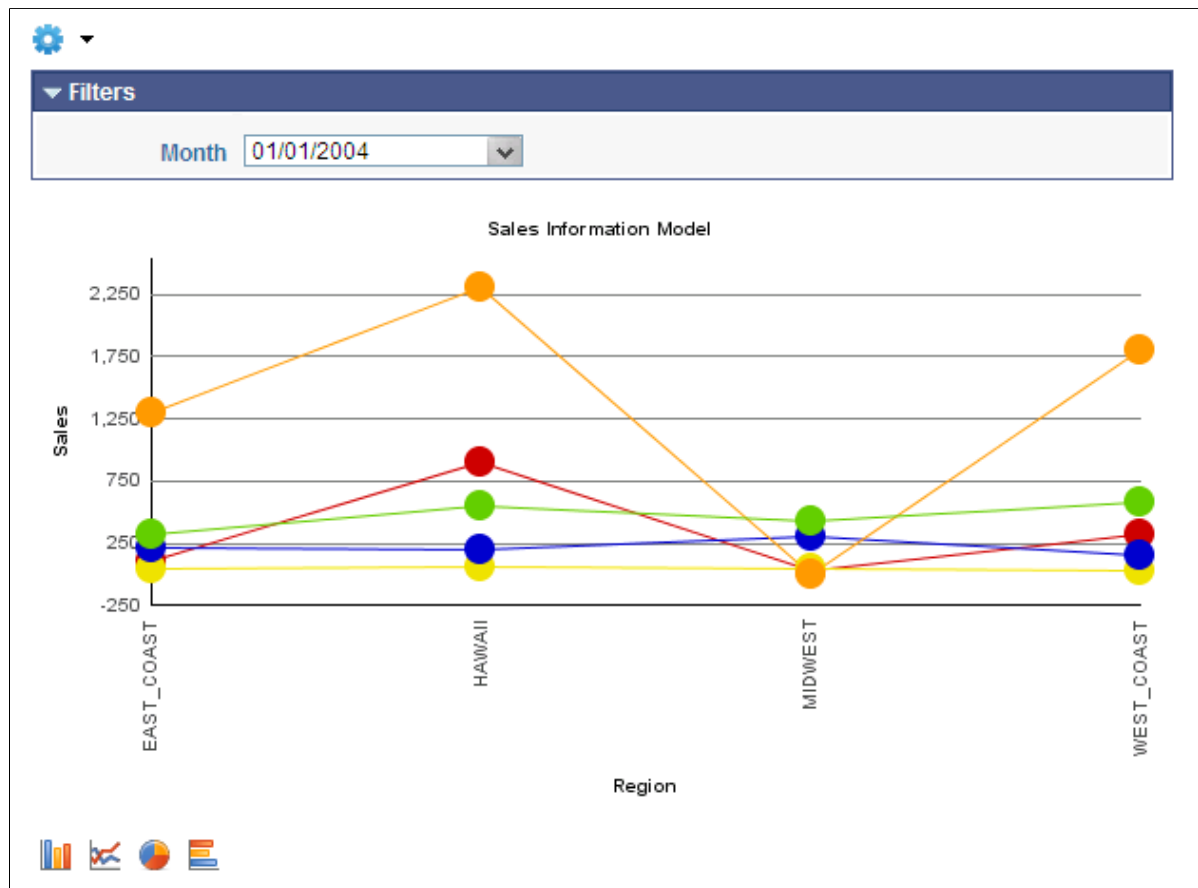 Filters
Month 01/01/2004
Sales Information Model
2,250
1,750
1,250
750
250
-250
Sales
EAST_COAST
HAWAII
MIDWEST
WEST_COAST
Region